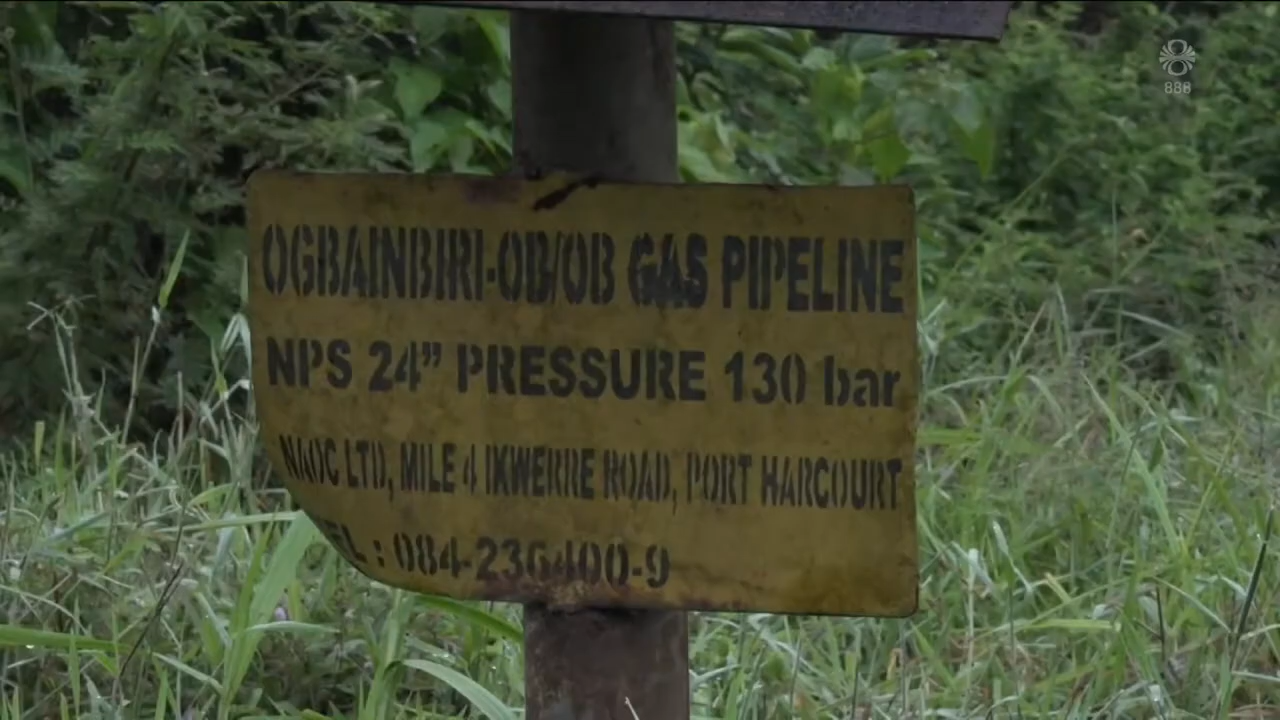 888
OGBAINBIRI-OB/OB GAS PIPELINE
NPS 24” PRESSURE 130 bar
NAOC LTD, MILE 4 IKWERRE ROAD, PORT HARCOURT
TEL : 084-236400-9